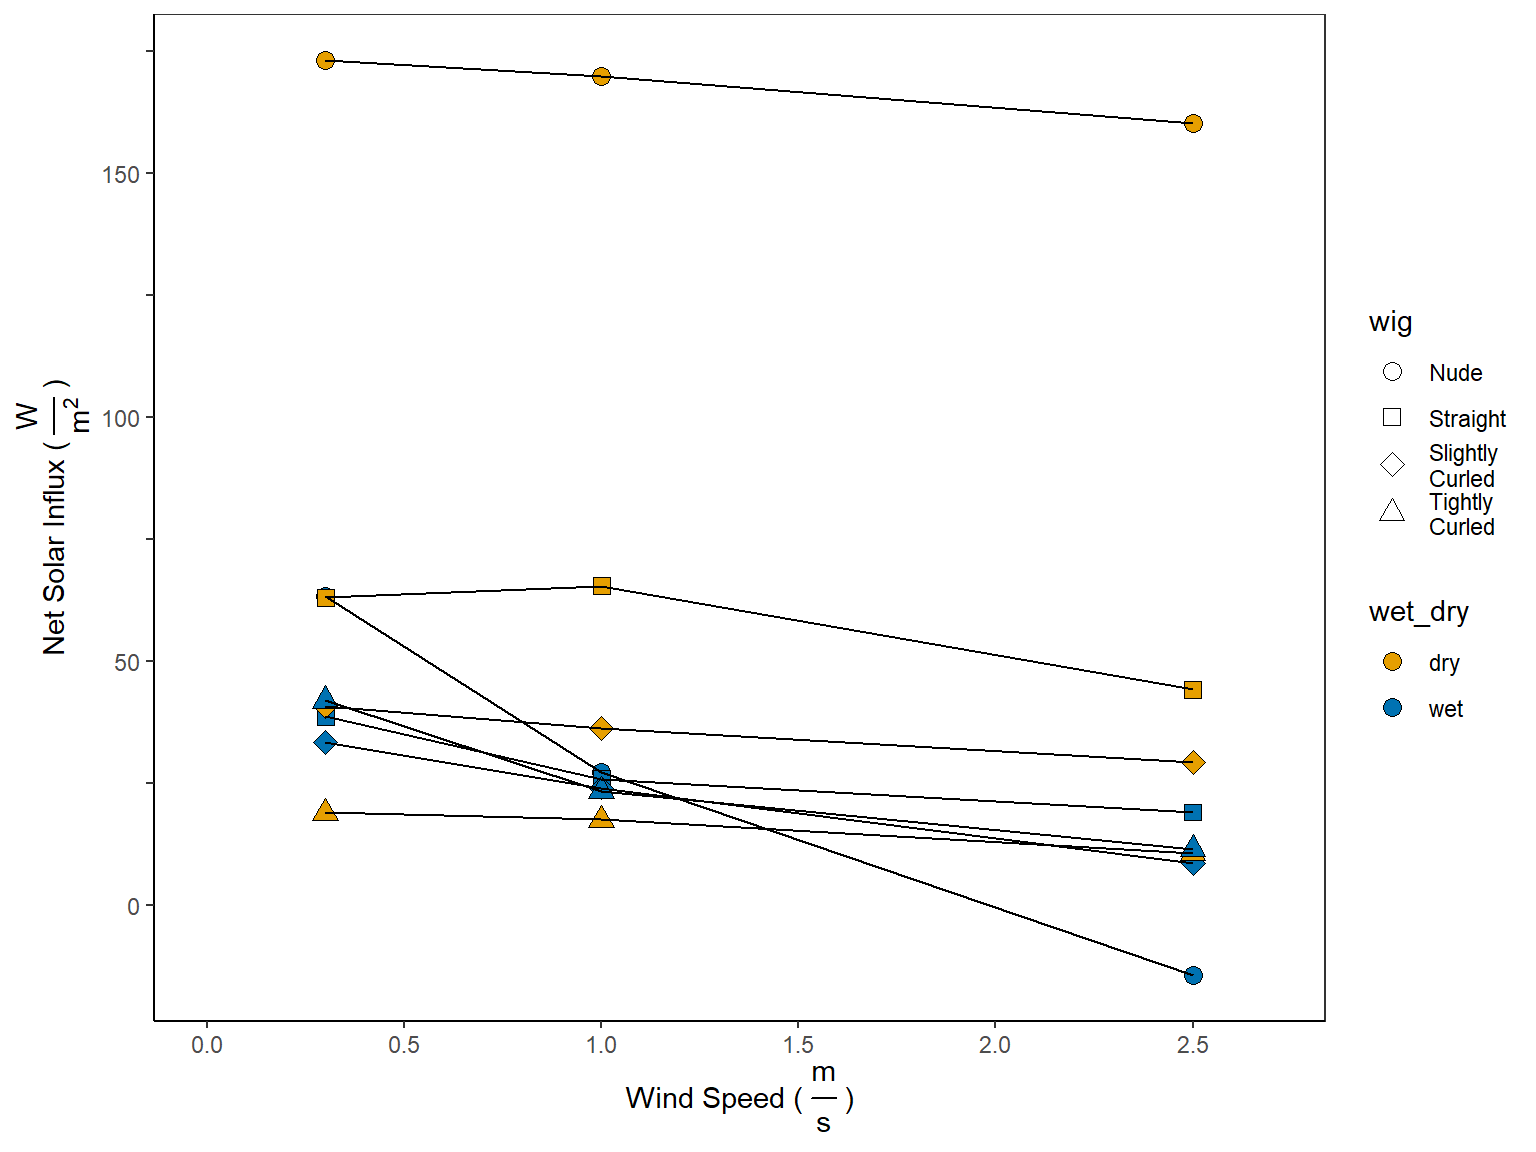 150
100
50
0
Net Solar Influx ( W/m² )
0.0 0.5 1.0 1.5 2.0 2.5
Wind Speed ( m/s )
wig
Nude
Straight
Slightly
Curled
Tightly
Curled
wet_dry
dry
wet